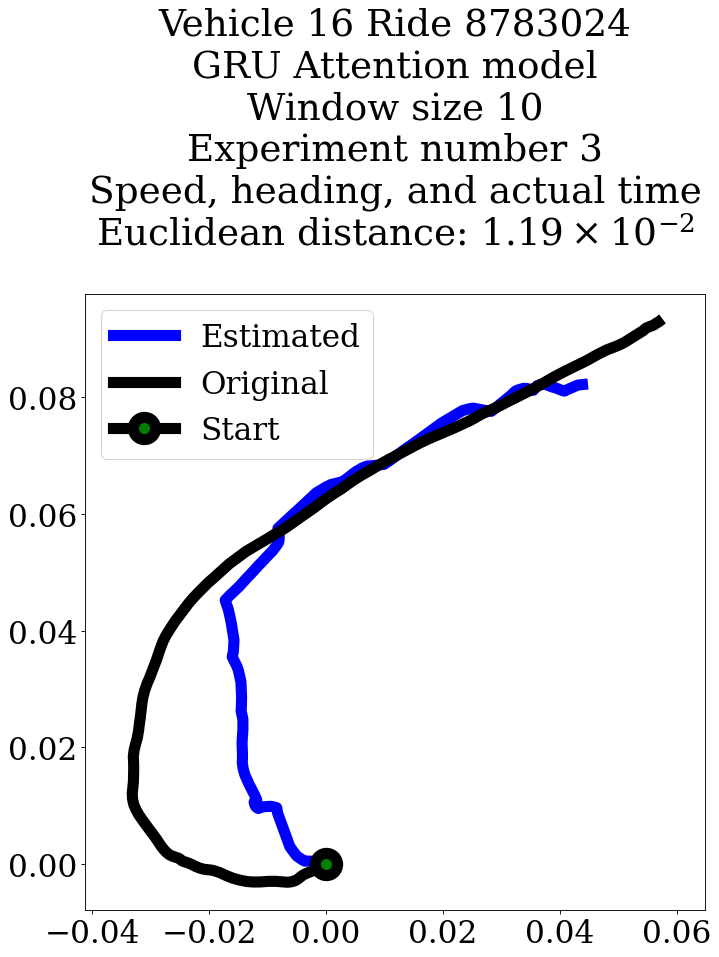 Vehicle 16 Ride 8783024
GRU Attention model
Window size 10
Experiment number 3
Speed, heading, and actual time
Euclidean distance: 1.19 × 10⁻²
Estimated
Original
Start
0.08
0.06
0.04
0.02
0.00
−0.04 −0.02 0.00 0.02 0.04 0.06